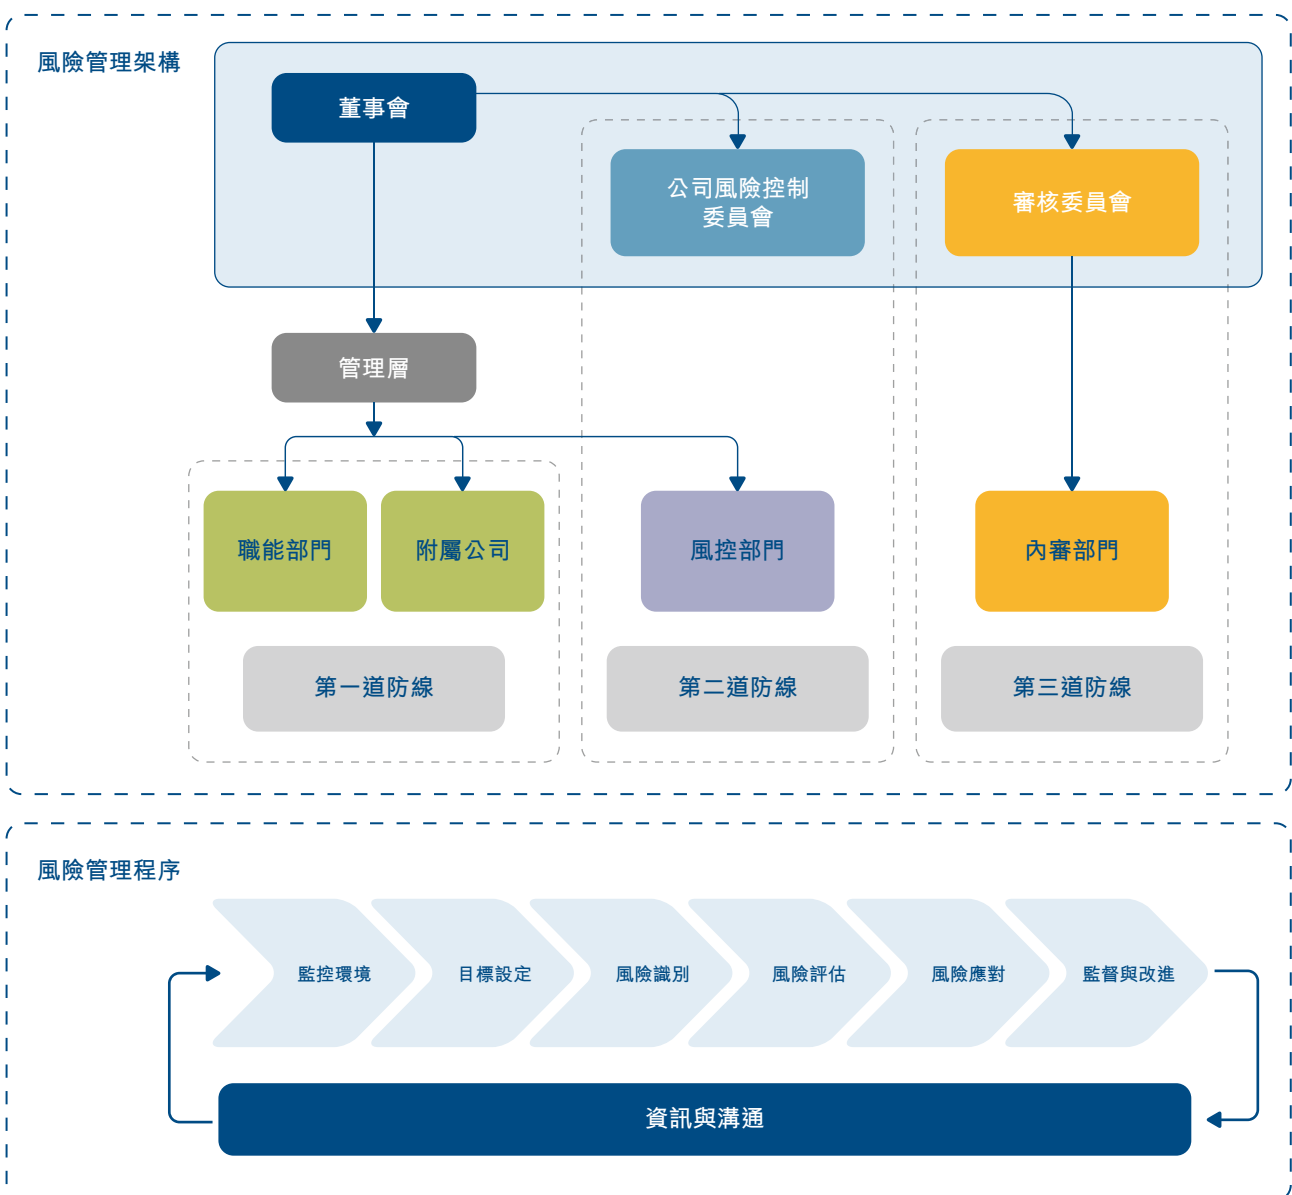 風險管理架構
董事會
公司風險控制
委員會
審核委員會
管理層
職能部門
附屬公司
風控部門
內審部門
第一道防線
第二道防線
第三道防線
風險管理程序
監控環境
目標設定
風險識別
風險評估
風險應對
監督與改進
資訊與溝通